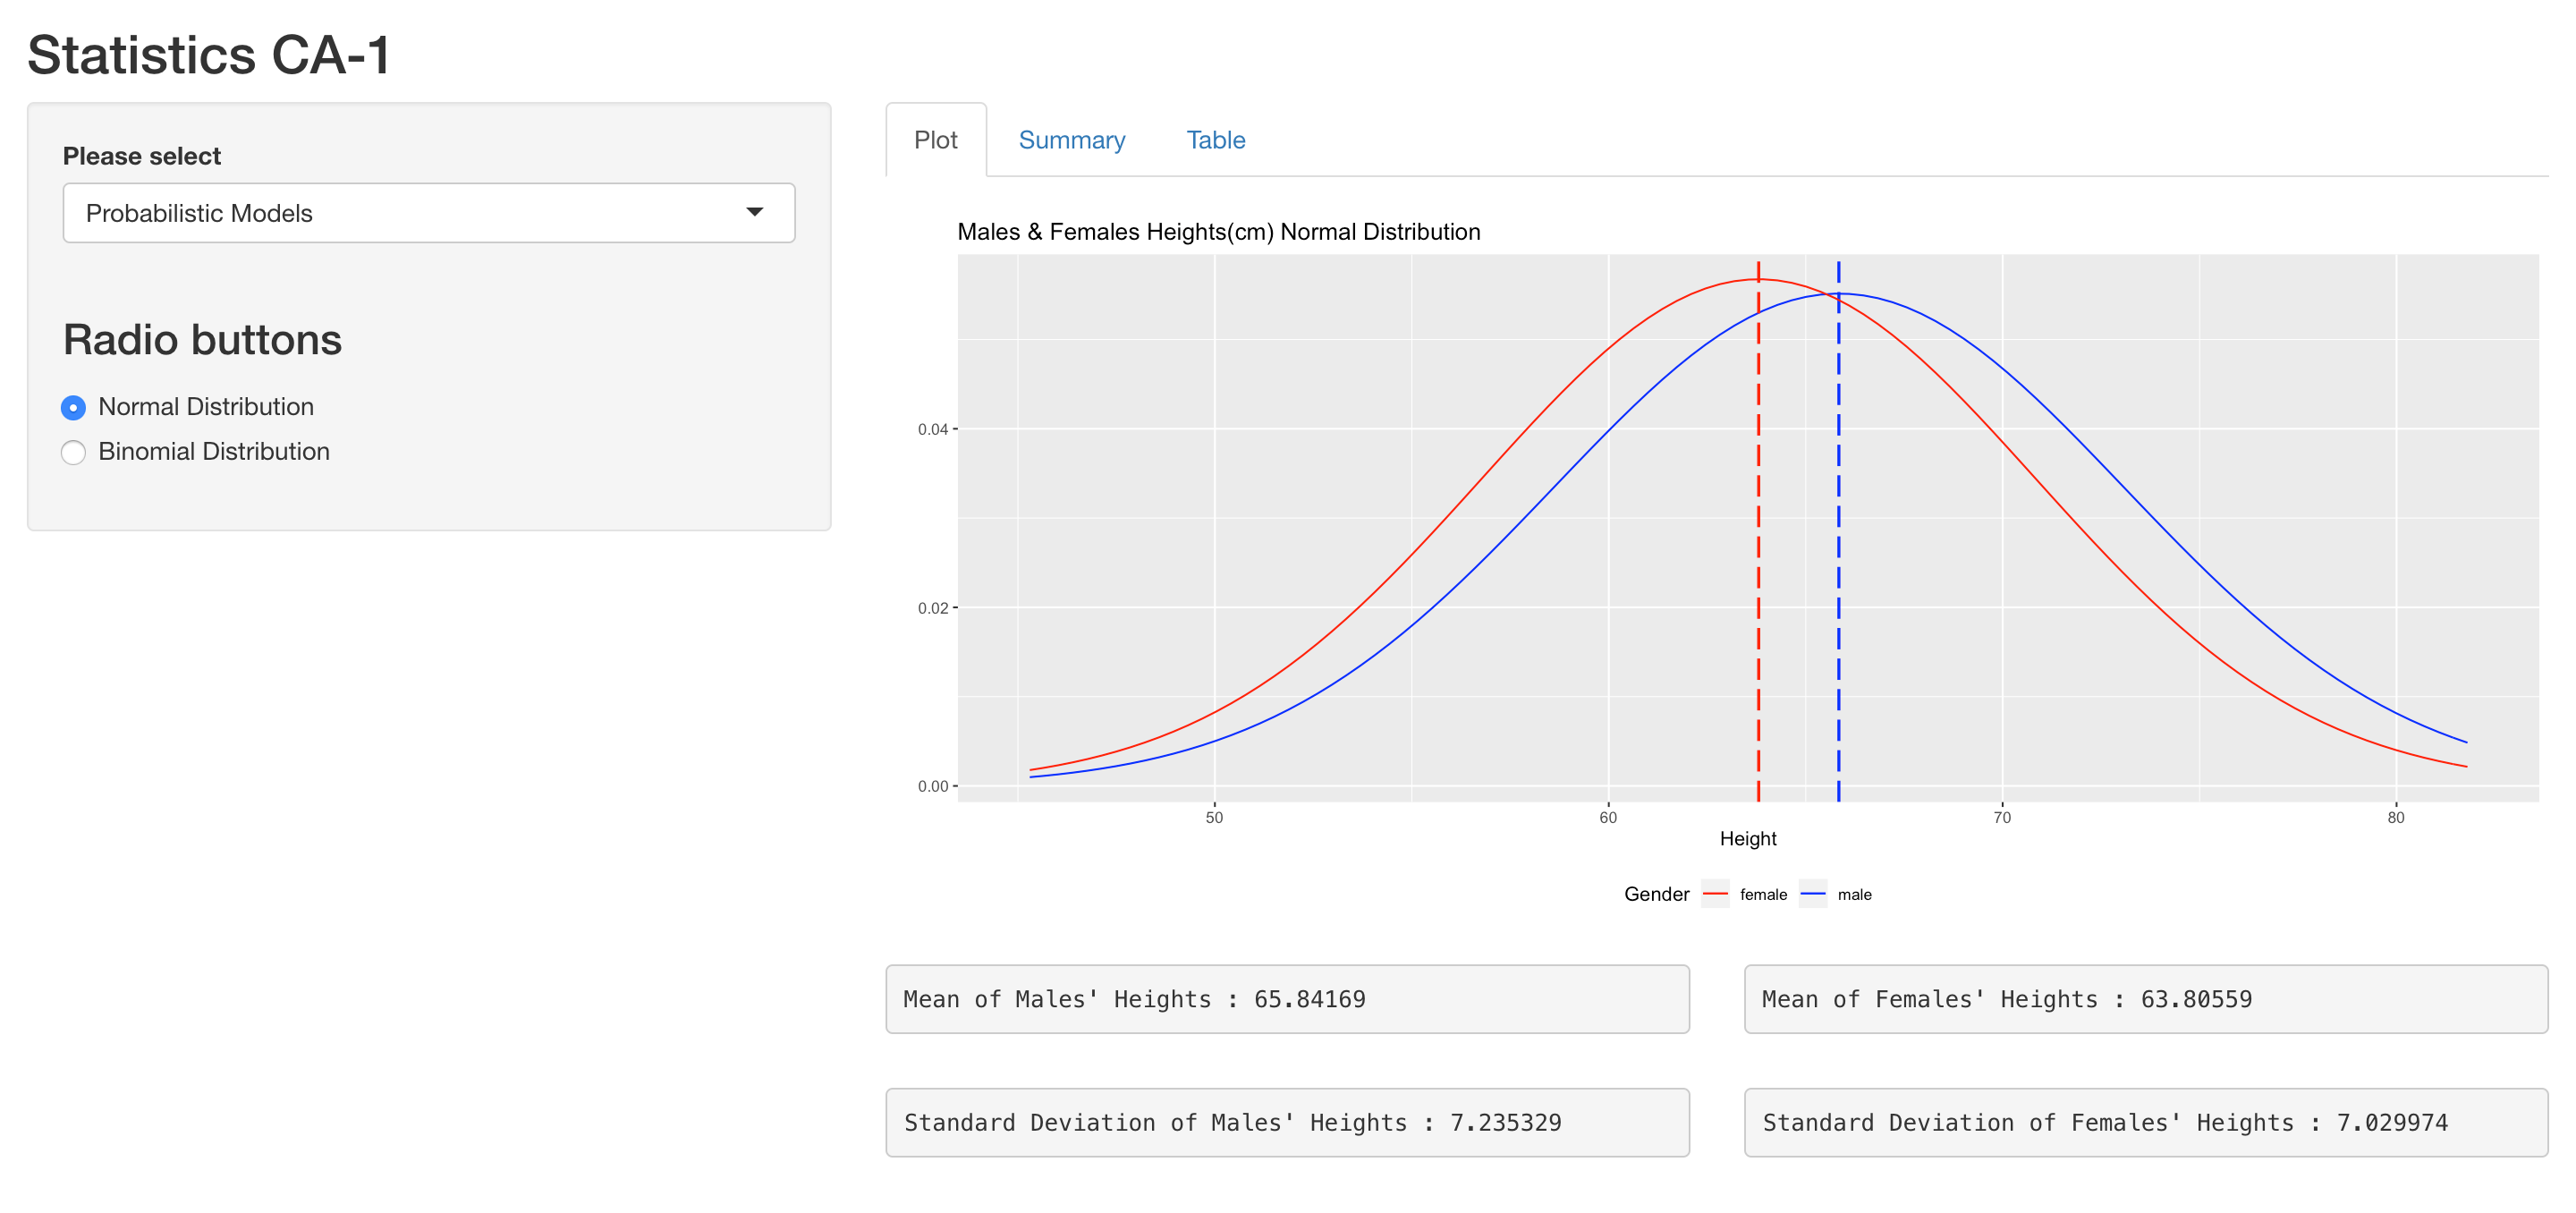 Statistics CA-1
Please select
Probabilistic Models
Radio buttons
Normal Distribution
Binomial Distribution
Plot Summary Table
Males & Females Heights(cm) Normal Distribution
0.04
0.02
0.00
50 60 70 80
Height
Gender female male
Mean of Males' Heights : 65.84169
Mean of Females' Heights : 63.80559
Standard Deviation of Males' Heights : 7.235329
Standard Deviation of Females' Heights : 7.029974